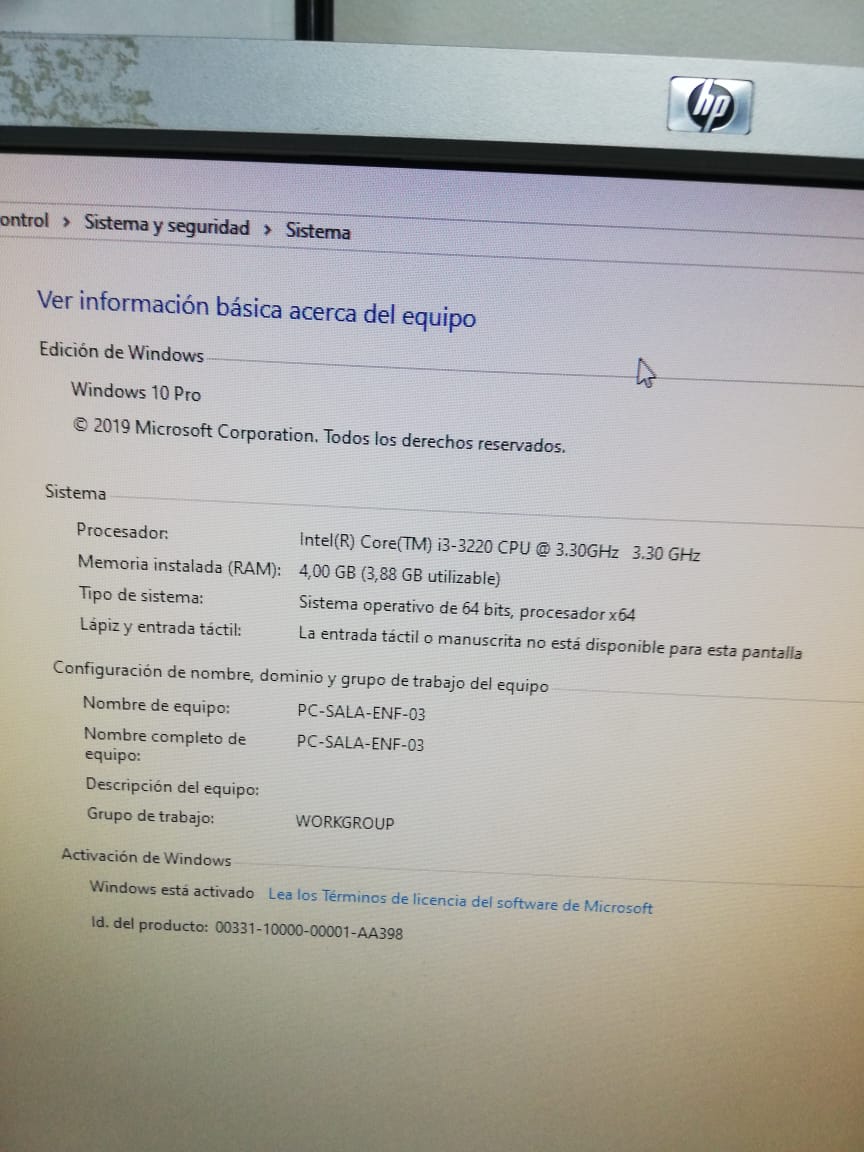 hp
ontrol > Sistema y seguridad > Sistema
Ver información básica acerca del equipo
Edición de Windows
Windows 10 Pro
© 2019 Microsoft Corporation. Todos los derechos reservados.
Sistema
Procesador: Intel(R) Core(TM) i3-3220 CPU @ 3.30GHz 3.30 GHz
Memoria instalada (RAM): 4,00 GB (3,88 GB utilizable)
Tipo de sistema: Sistema operativo de 64 bits, procesador x64
Lápiz y entrada táctil: La entrada táctil o manuscrita no está disponible para esta pantalla
Configuración de nombre, dominio y grupo de trabajo del equipo
Nombre de equipo: PC-SALA-ENF-03
Nombre completo de PC-SALA-ENF-03
equipo:
Descripción del equipo:
Grupo de trabajo: WORKGROUP
Activación de Windows
Windows está activado Lea los Términos de licencia del software de Microsoft
Id. del producto: 00331-10000-00001-AA398